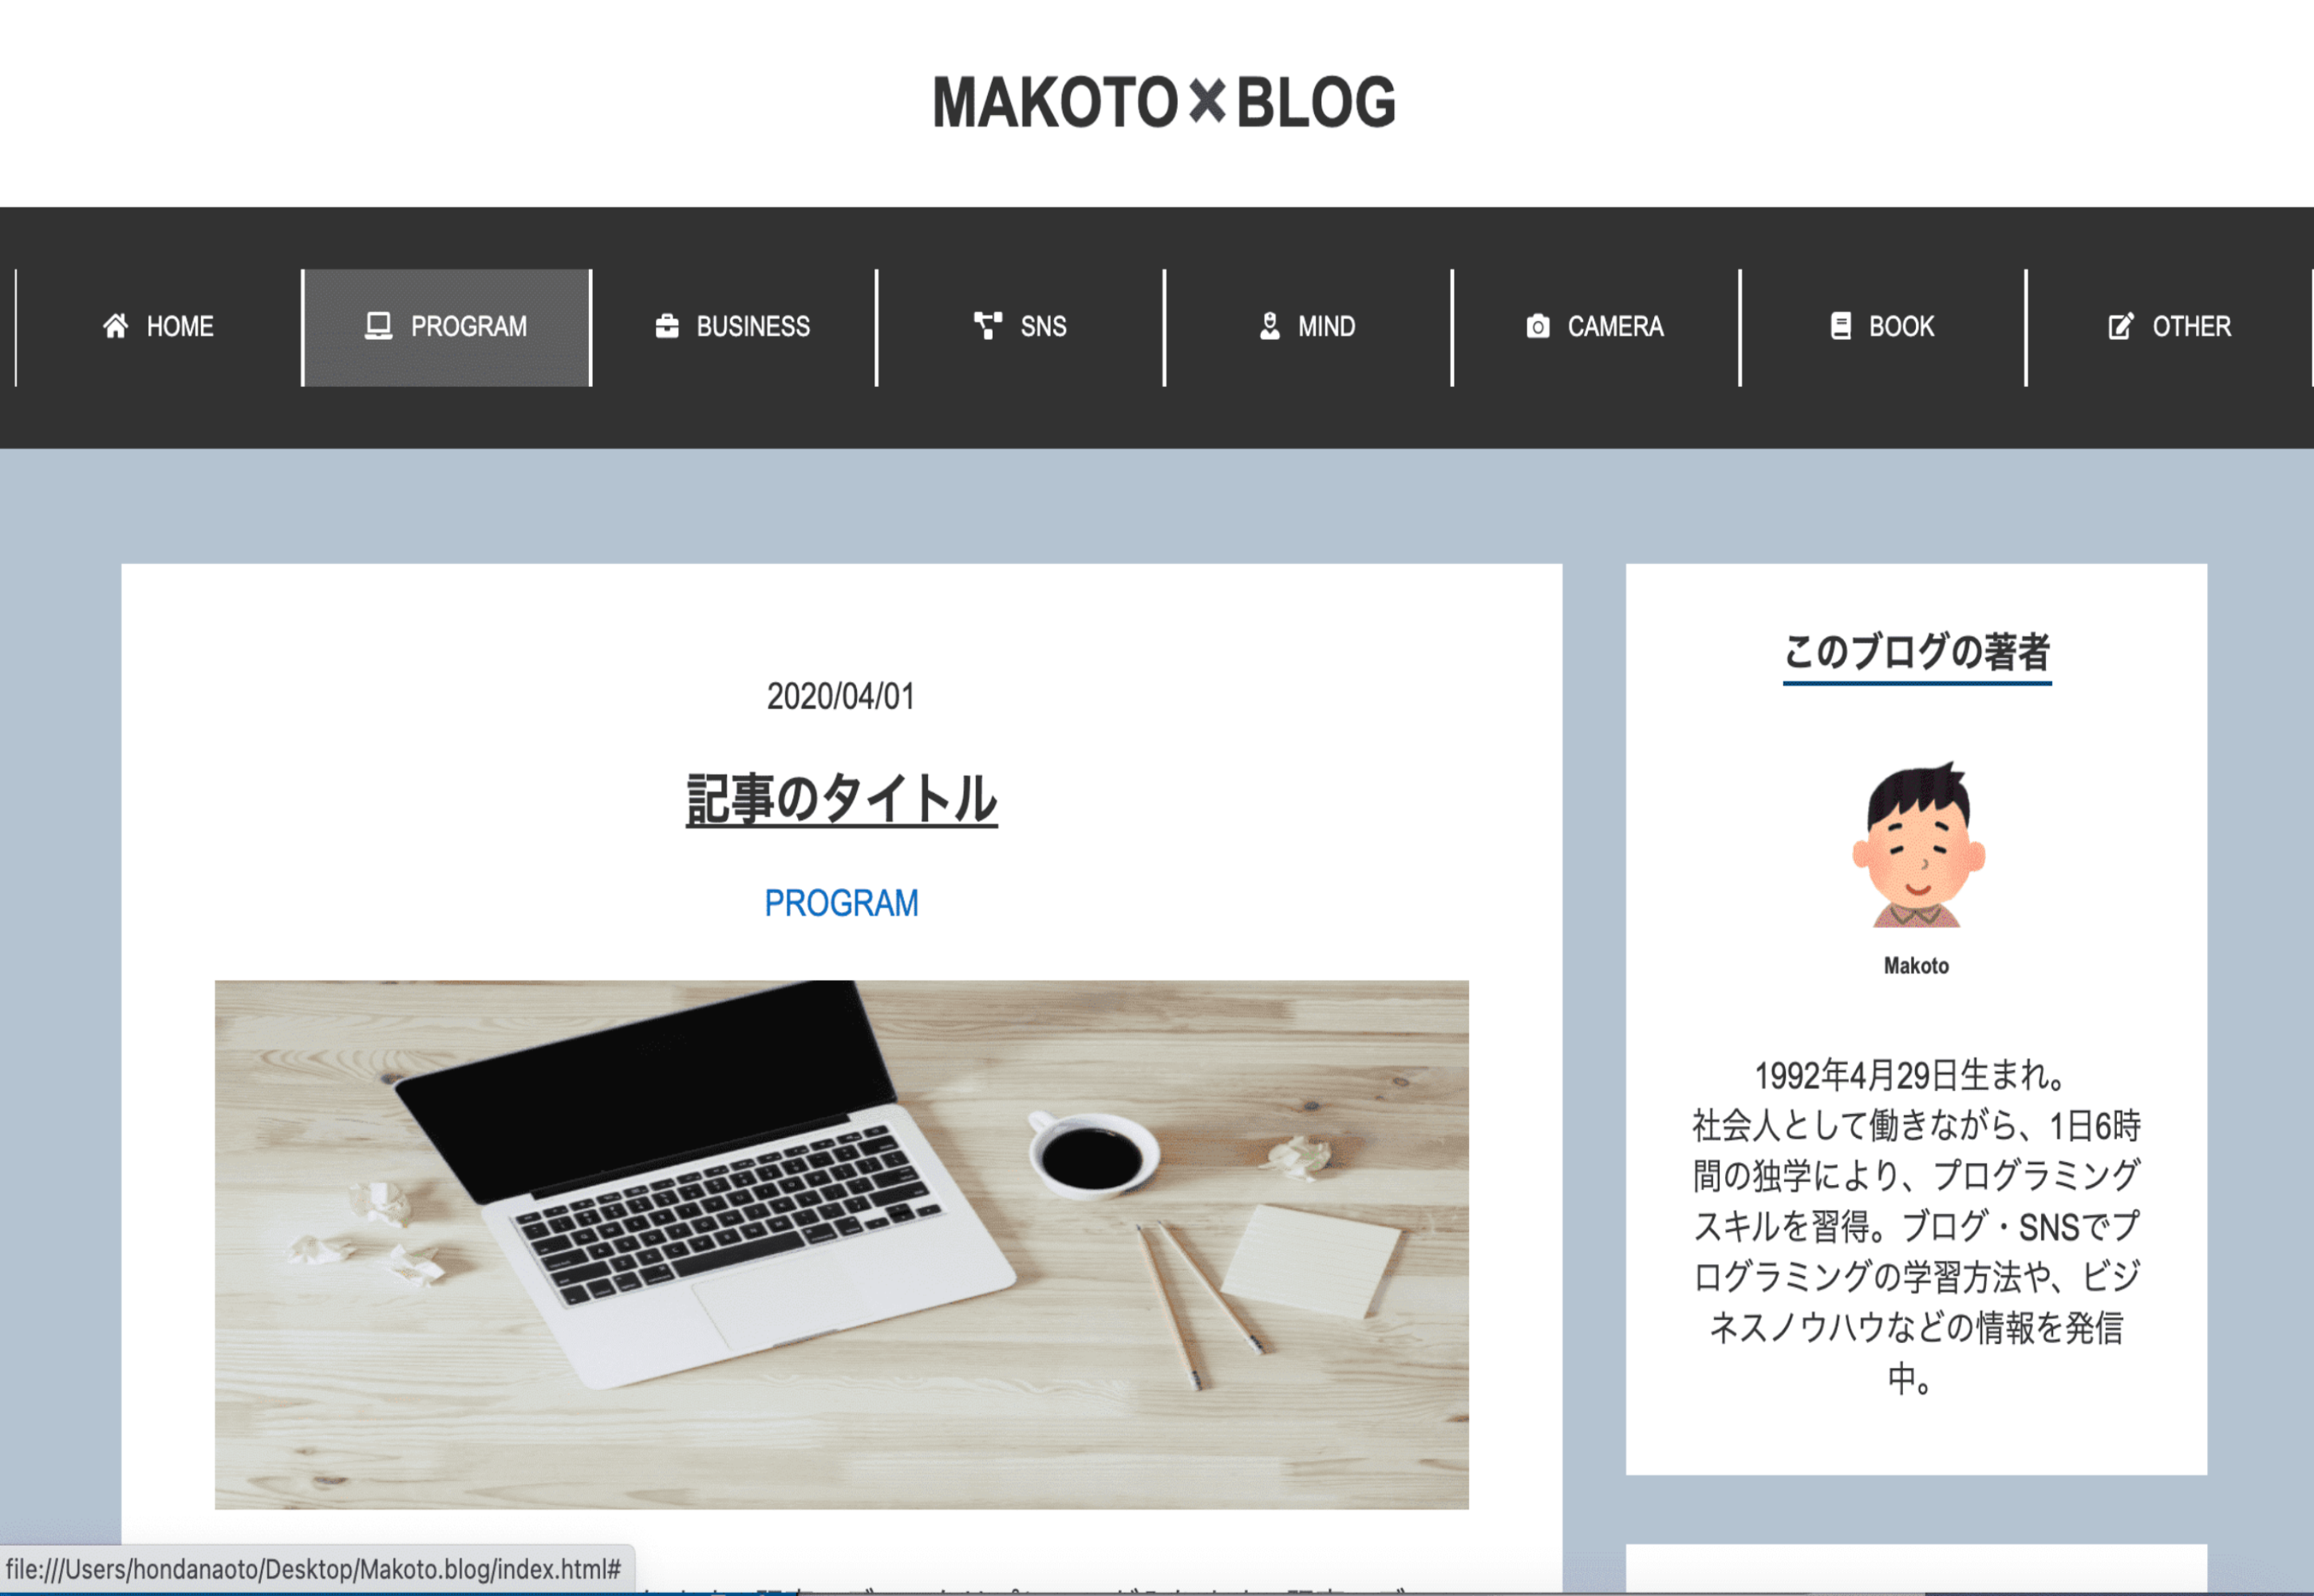 MAKOTO✖BLOG
HOME
PROGRAM
BUSINESS
SNS
MIND
CAMERA
BOOK
OTHER
2020/04/01
記事のタイトル
PROGRAM
このブログの著者
Makoto
1992年4月29日生まれ。
社会人として働きながら、1日6時
間の独学により、プログラミング
スキルを習得。ブログ・SNSでプ
ログラミングの学習方法や、ビジ
ネスノウハウなどの情報を発信
中。
file:///Users/hondanaoto/Desktop/Makoto.blog/index.html#